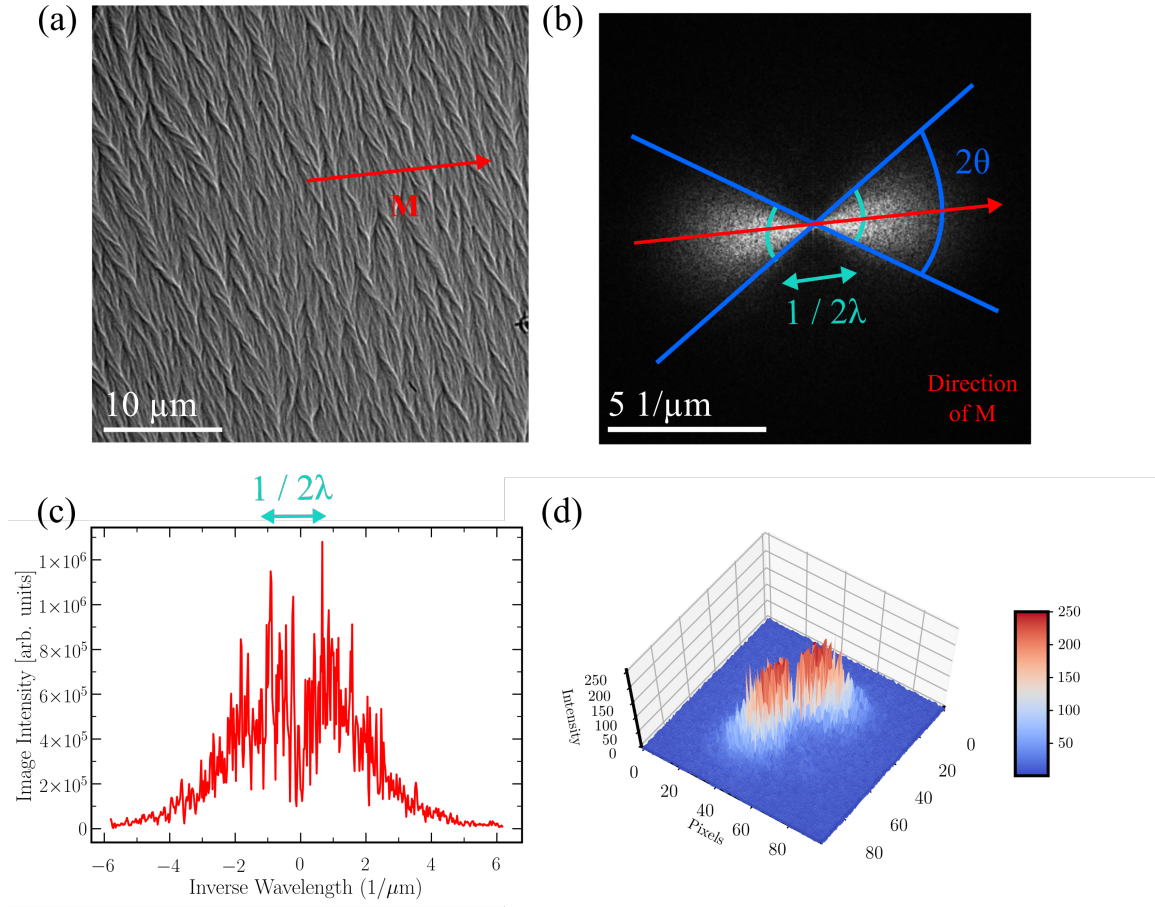 (a)
M
10 µm
(b)
2θ
1 / 2λ
Direction
of M
5 1/µm
(c)
1 / 2λ
Image Intensity [arb. units]
1×10⁶
1×10⁶
8×10⁵
6×10⁵
4×10⁵
2×10⁵
0
−6 −4 −2 0 2 4 6
Inverse Wavelength (1/µm)
(d)
Intensity
250
200
150
100
50
0
0
20
40
60
80
Pixels
0
20
40
60
80
250
200
150
100
50